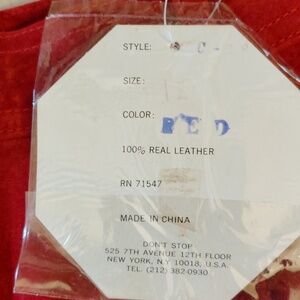 STYLE:
SIZE:
COLOR: RED
100% REAL LEATHER
RN 71547
MADE IN CHINA
DON'T STOP
525 7TH AVENUE 12TH FLOOR
NEW YORK, N.Y. 10018, U.S.A.
TEL. (212) 382-0930